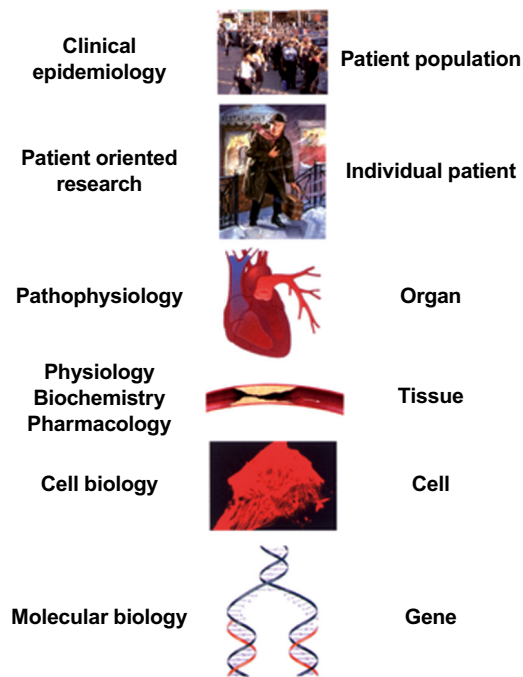 Clinical
epidemiology
Patient population
Patient oriented
research
Individual patient
Pathophysiology
Organ
Physiology
Biochemistry
Pharmacology
Tissue
Cell biology
Cell
Molecular biology
Gene